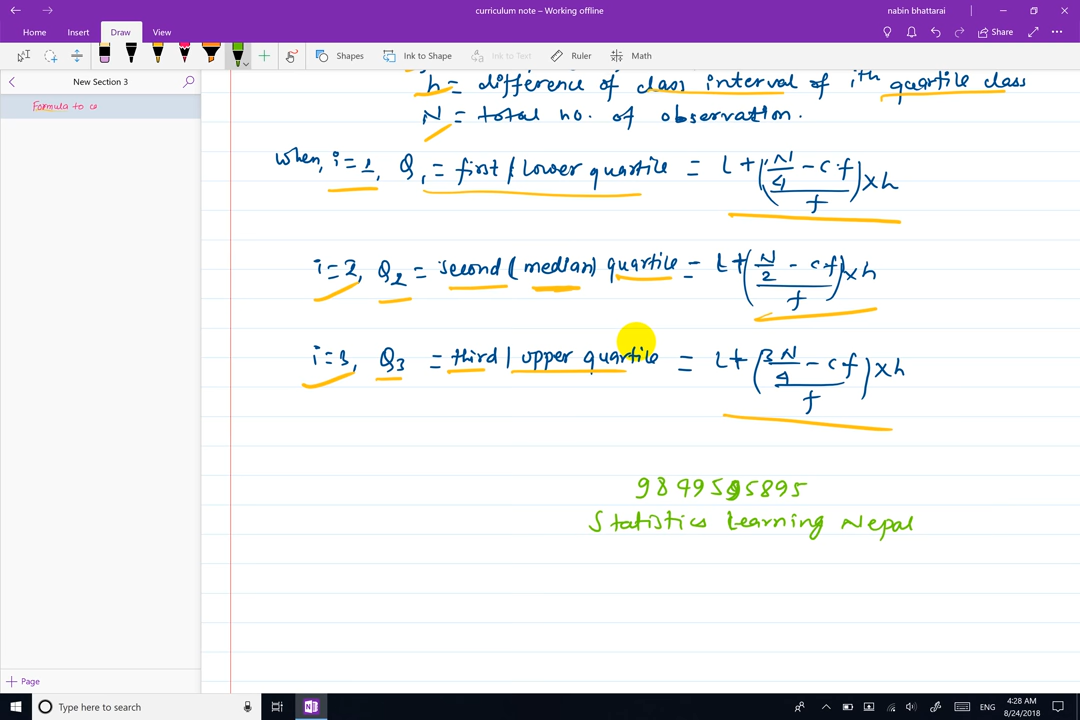 curriculum note – Working offline
nabin bhattarai
Home Insert Draw View
Share
Shapes Ink to Shape Ink to Text Ruler Math
New Section 3
Formula to ca
h = difference of class interval of ith quartile class
N = total no. of observation.
when, i=1, Q1 = first / lower quartile = L+(N/4 - c.f/f)×h
i=2, Q2 = second (median) quartile = L+(N/2 - cf/f)×h
i=3, Q3 = third / upper quartile = L+(3N/4 - cf/f)×h
Statistics Learning Nepal
+ Page
Type here to search
ENG
4:28 AM
8/24/2018